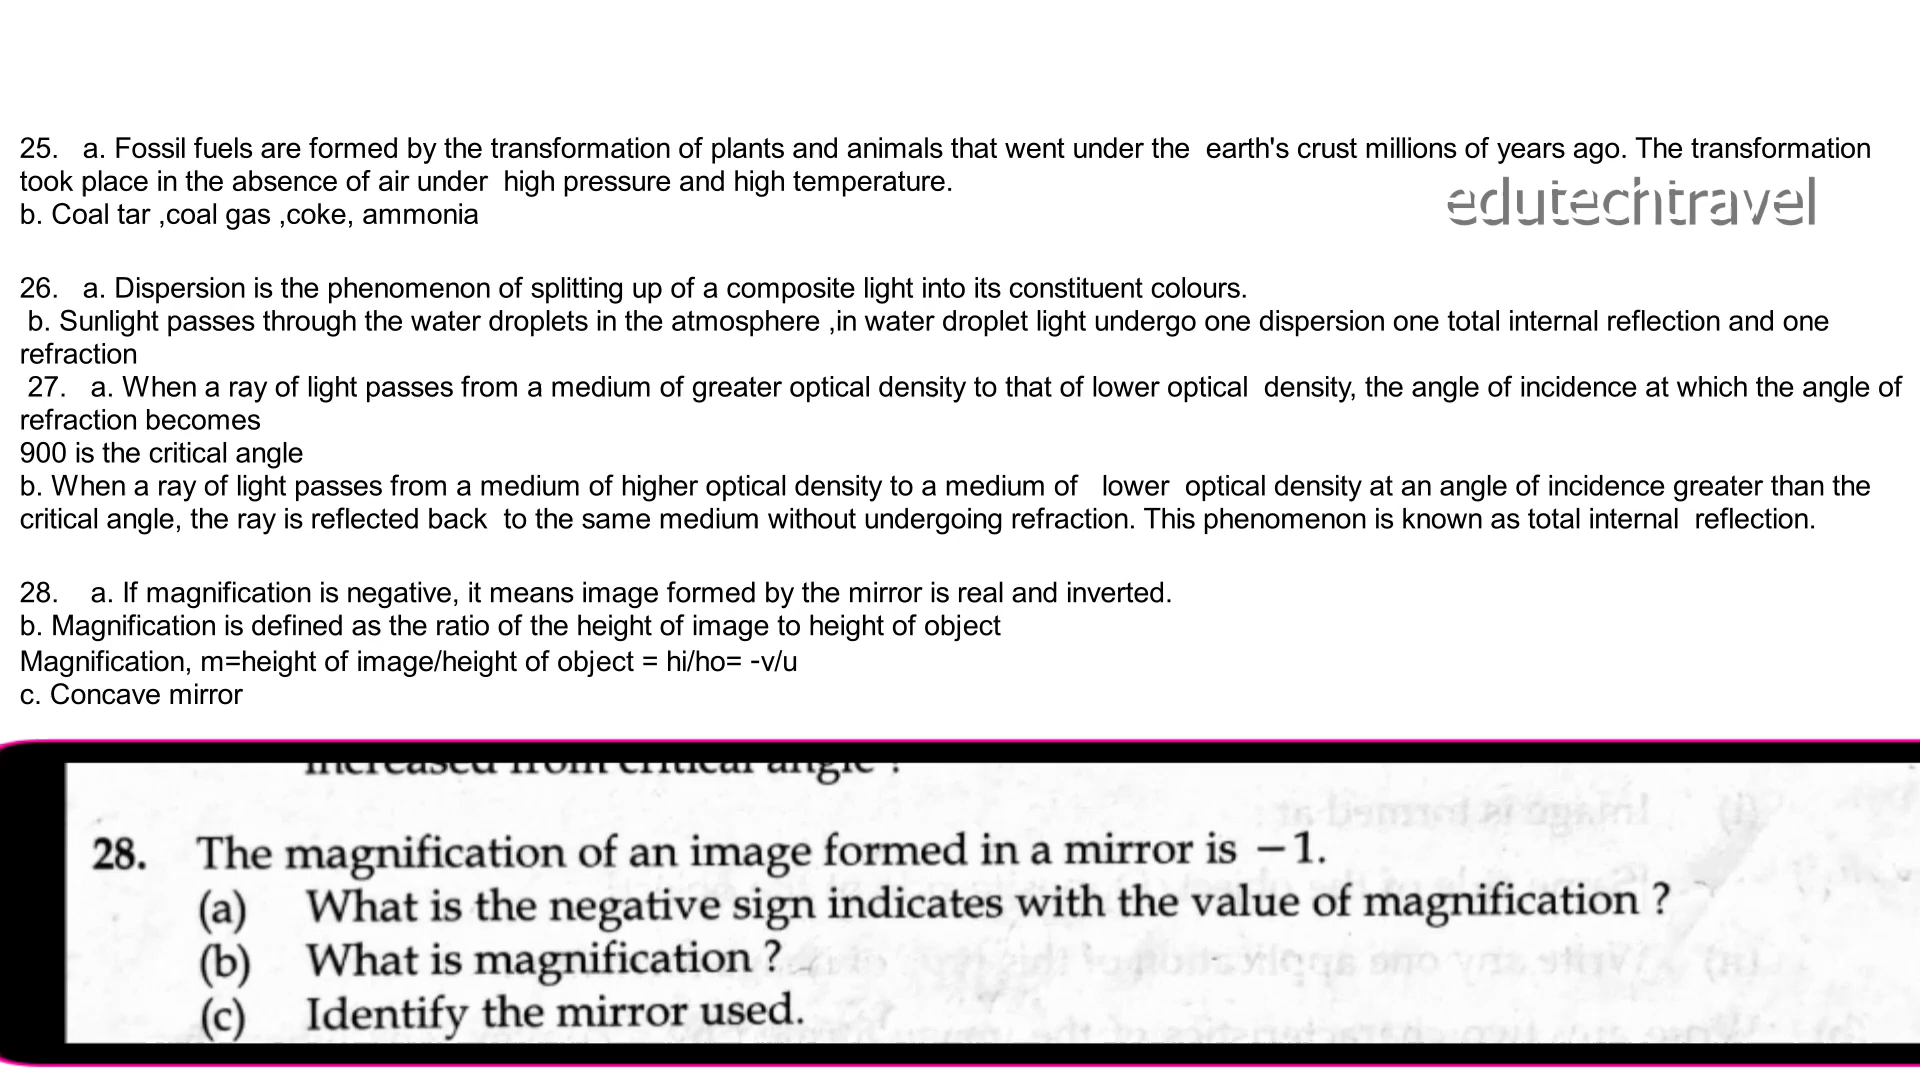 25.   a. Fossil fuels are formed by the transformation of plants and animals that went under the  earth's crust millions of years ago. The transformation
took place in the absence of air under  high pressure and high temperature.
edutechtravel
b. Coal tar ,coal gas ,coke, ammonia
26.   a. Dispersion is the phenomenon of splitting up of a composite light into its constituent colours.
b. Sunlight passes through the water droplets in the atmosphere ,in water droplet light undergo one dispersion one total internal reflection and one
refraction
27.   a. When a ray of light passes from a medium of greater optical density to that of lower optical  density, the angle of incidence at which the angle of
refraction becomes
900 is the critical angle
b. When a ray of light passes from a medium of higher optical density to a medium of   lower  optical density at an angle of incidence greater than the
critical angle, the ray is reflected back  to the same medium without undergoing refraction. This phenomenon is known as total internal  reflection.
28.    a. If magnification is negative, it means image formed by the mirror is real and inverted.
b. Magnification is defined as the ratio of the height of image to height of object
Magnification, m=height of image/height of object = hi/ho= -v/u
c. Concave mirror
increased from critical angle ?
28. The magnification of an image formed in a mirror is −1.
(a) What is the negative sign indicates with the value of magnification ?
(b) What is magnification ?
(c) Identify the mirror used.